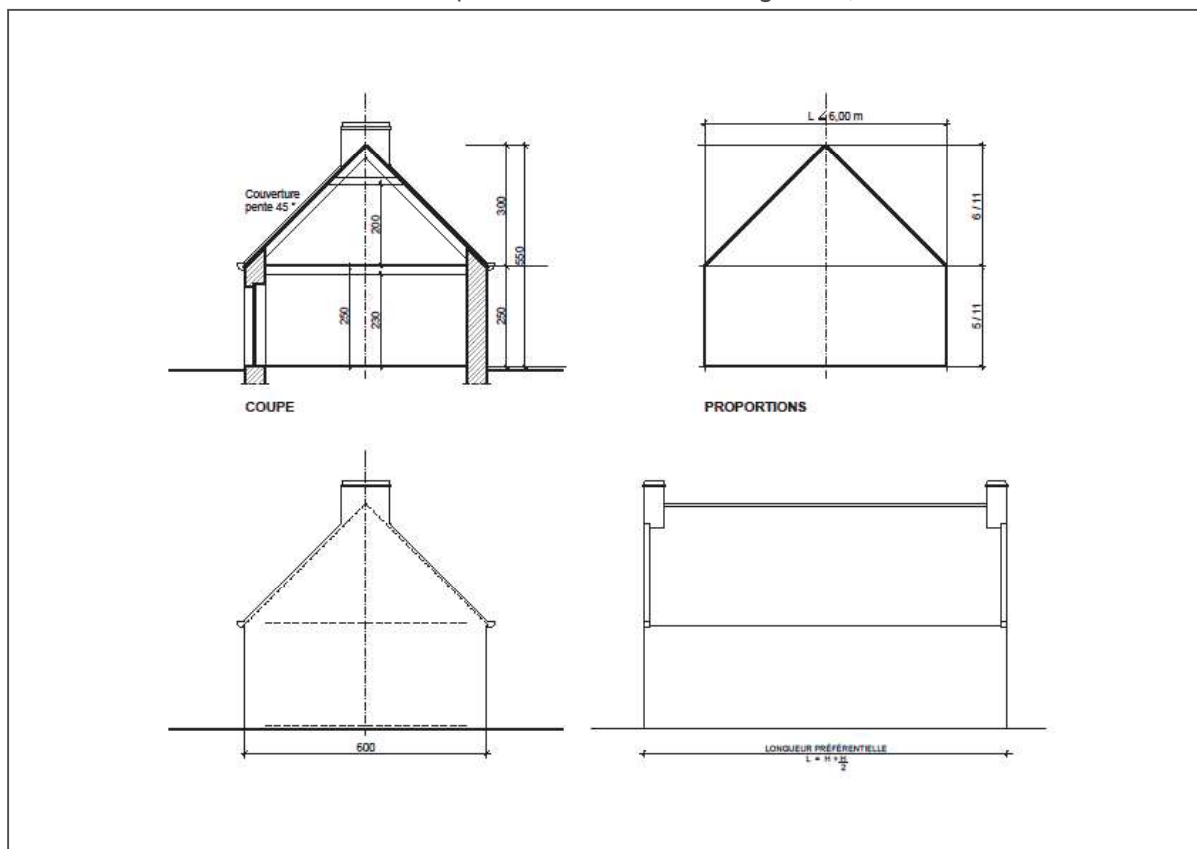 L ∠ 6,00 m
Couverture
pente 45 °
200
300
550
250
230
250
6 / 11
5 / 11
COUPE
PROPORTIONS
600
LONGUEUR PRÉFÉRENTIELLE
L = H + H
2